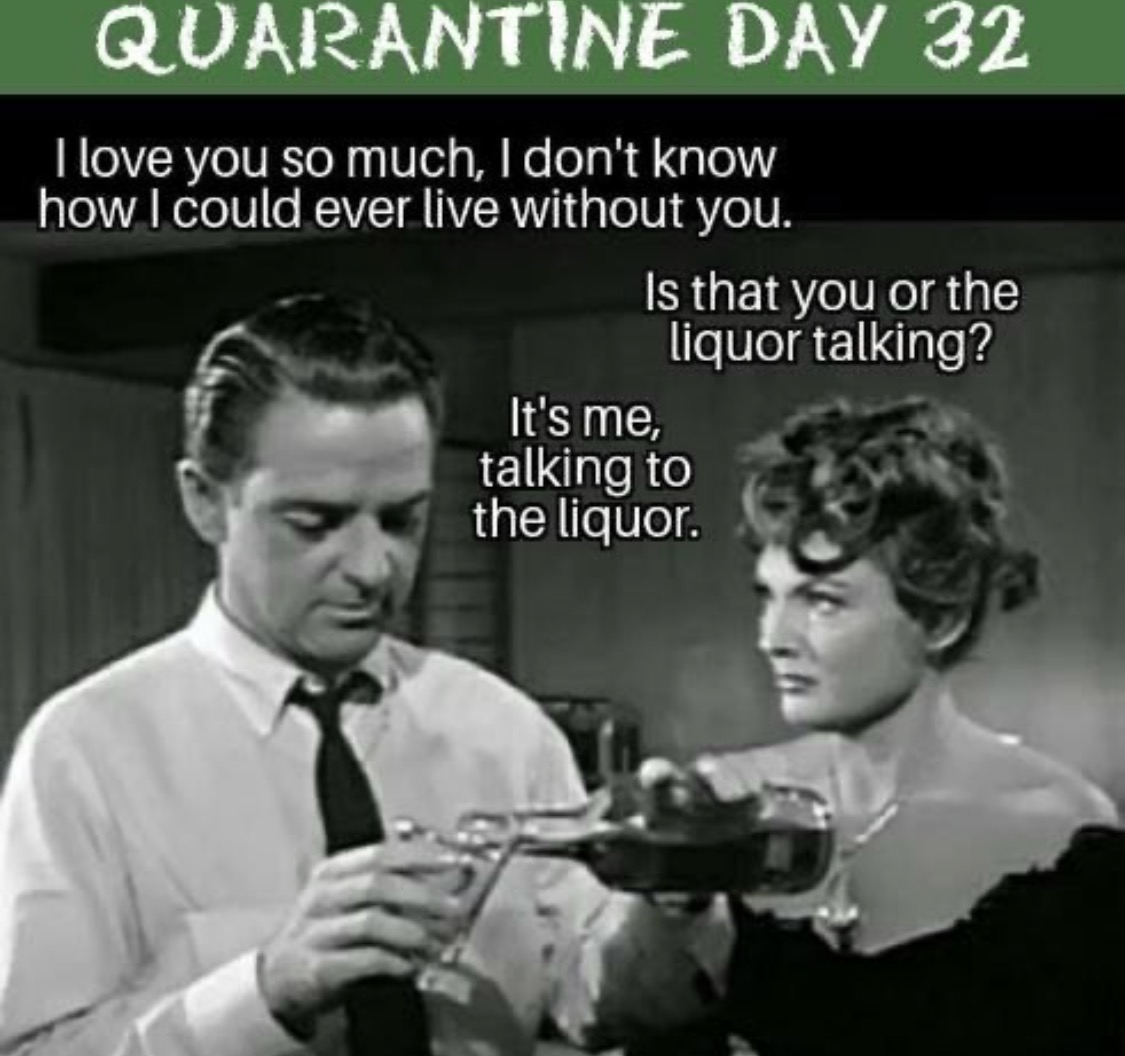 QUARANTINE DAY 32
I love you so much, I don't know
how I could ever live without you.
Is that you or the
liquor talking?
It's me,
talking to
the liquor.